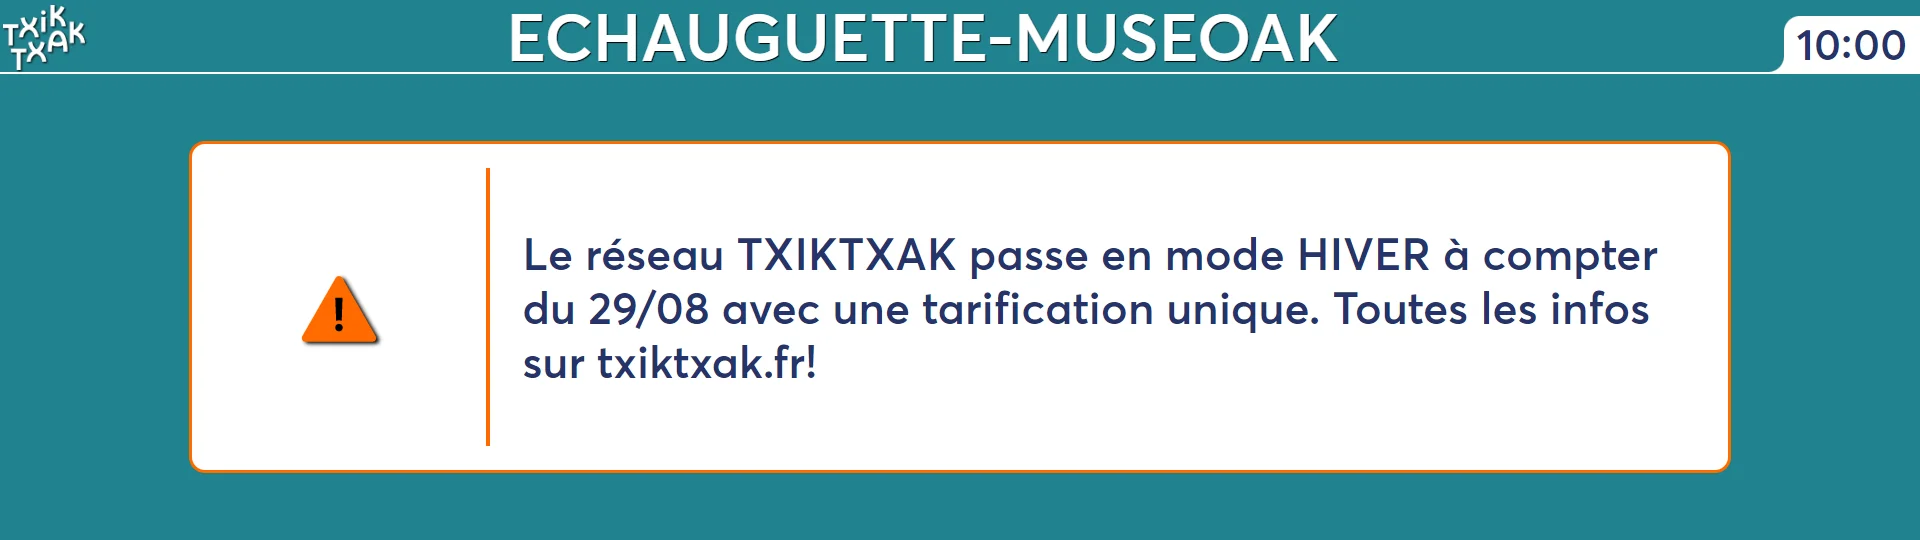 TXiK
TXAK
ECHAUGUETTE-MUSEOAK
10:00
!
Le réseau TXIKTXAK passe en mode HIVER à compter
du 29/08 avec une tarification unique. Toutes les infos
sur txiktxak.fr!